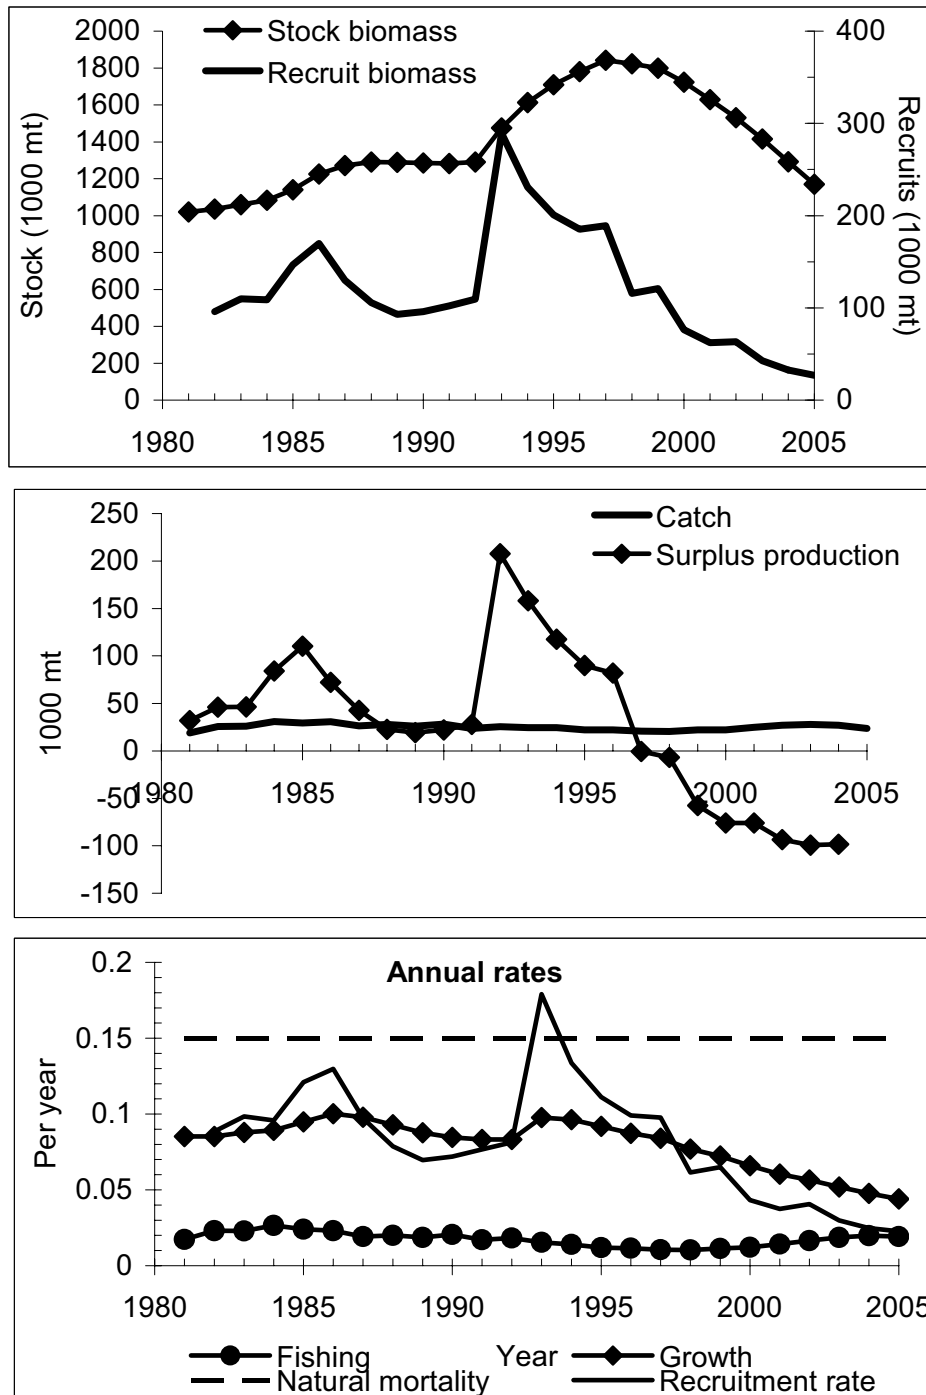 2000
1800
1600
1400
1200
1000
800
600
400
200
0
Stock (1000 mt)
Stock biomass
Recruit biomass
400
300
200
100
0
Recruits (1000 mt)
1980 1985 1990 1995 2000 2005
250
200
150
100
50
0
-50
-100
-150
1000 mt
Catch
Surplus production
1980 1985 1990 1995 2000 2005
0.2
0.15
0.1
0.05
0
Per year
Annual rates
1980 1985 1990 1995 2000 2005
Fishing Year Growth
Natural mortality Recruitment rate